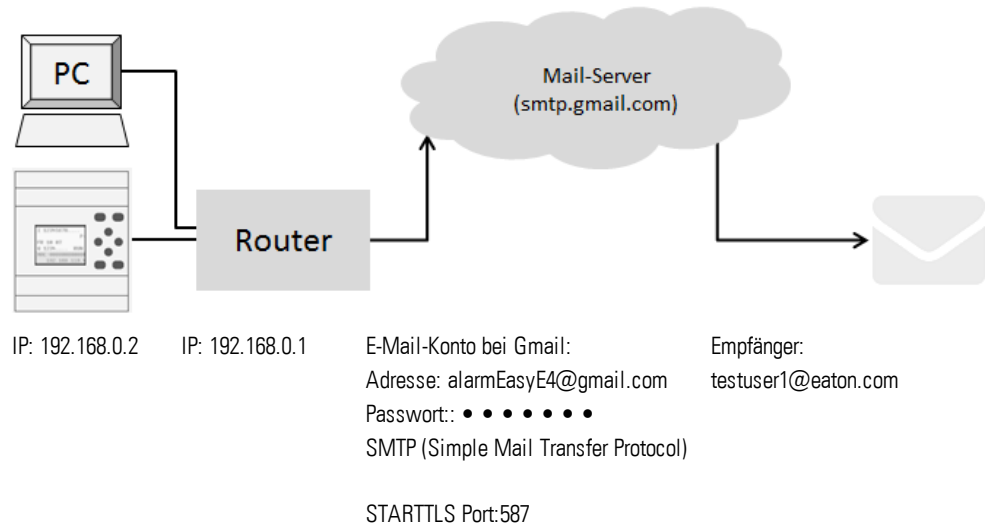 PC
Mail-Server
(smtp.gmail.com)
Router
IP: 192.168.0.2
IP: 192.168.0.1
E-Mail-Konto bei Gmail:
Adresse: alarmEasyE4@gmail.com
Passwort:: • • • • • • •
SMTP (Simple Mail Transfer Protocol)
STARTTLS Port:587
Empfänger:
testuser1@eaton.com